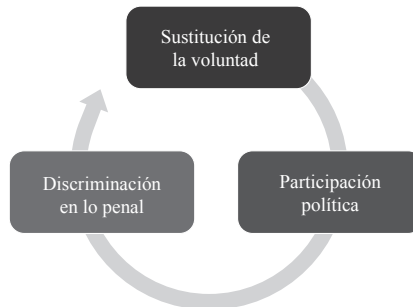 Sustitución de
la voluntad
Discriminación
en lo penal
Participación
política